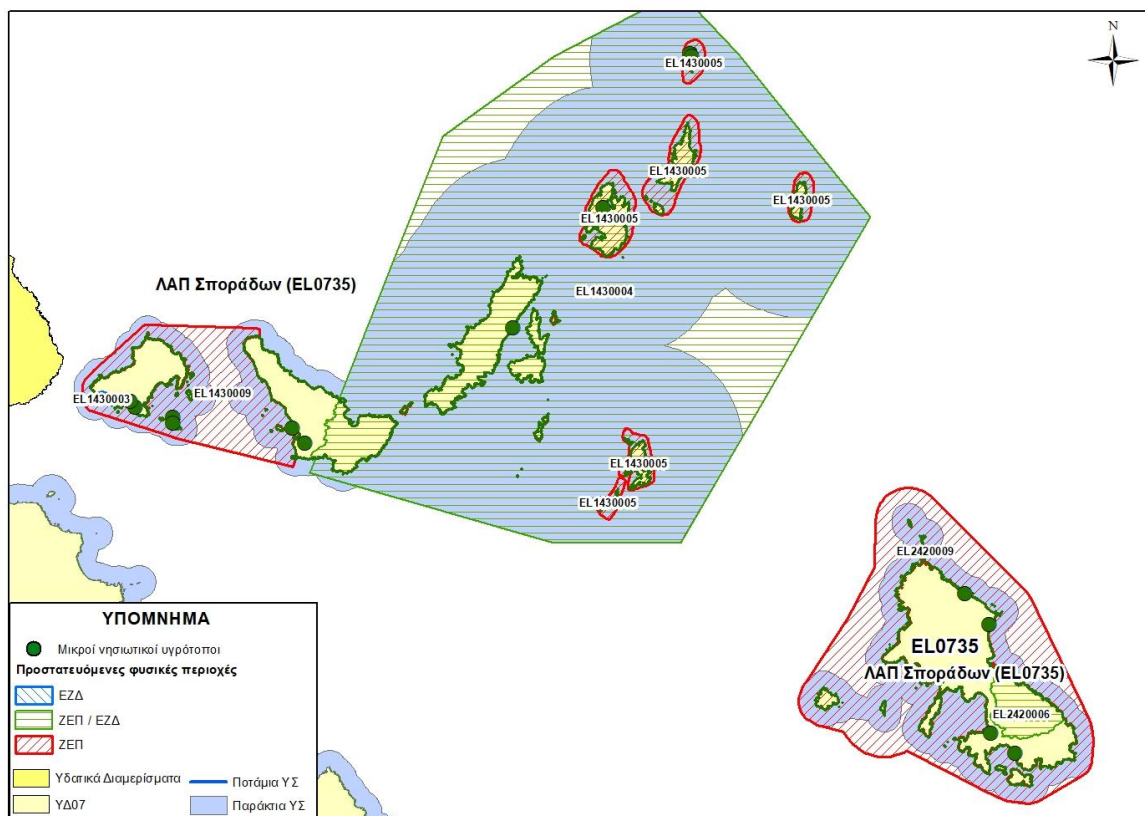 N
EL1430005
EL1430005
EL1430005
EL1430005
EL1430004
ΛΑΠ Σποράδων (EL0735)
EL1430003
EL1430009
EL1430005
EL1430005
EL2420009
EL0735
ΛΑΠ Σποράδων (EL0735)
EL2420006
ΥΠΟΜΝΗΜΑ
Μικροί νησιωτικοί υγρότοποι
Προστατευόμενες φυσικές περιοχές
ΕΖΔ
ΖΕΠ / ΕΖΔ
ΖΕΠ
Υδατικά Διαμερίσματα
Ποτάμια ΥΣ
ΥΔ07
Παράκτια ΥΣ